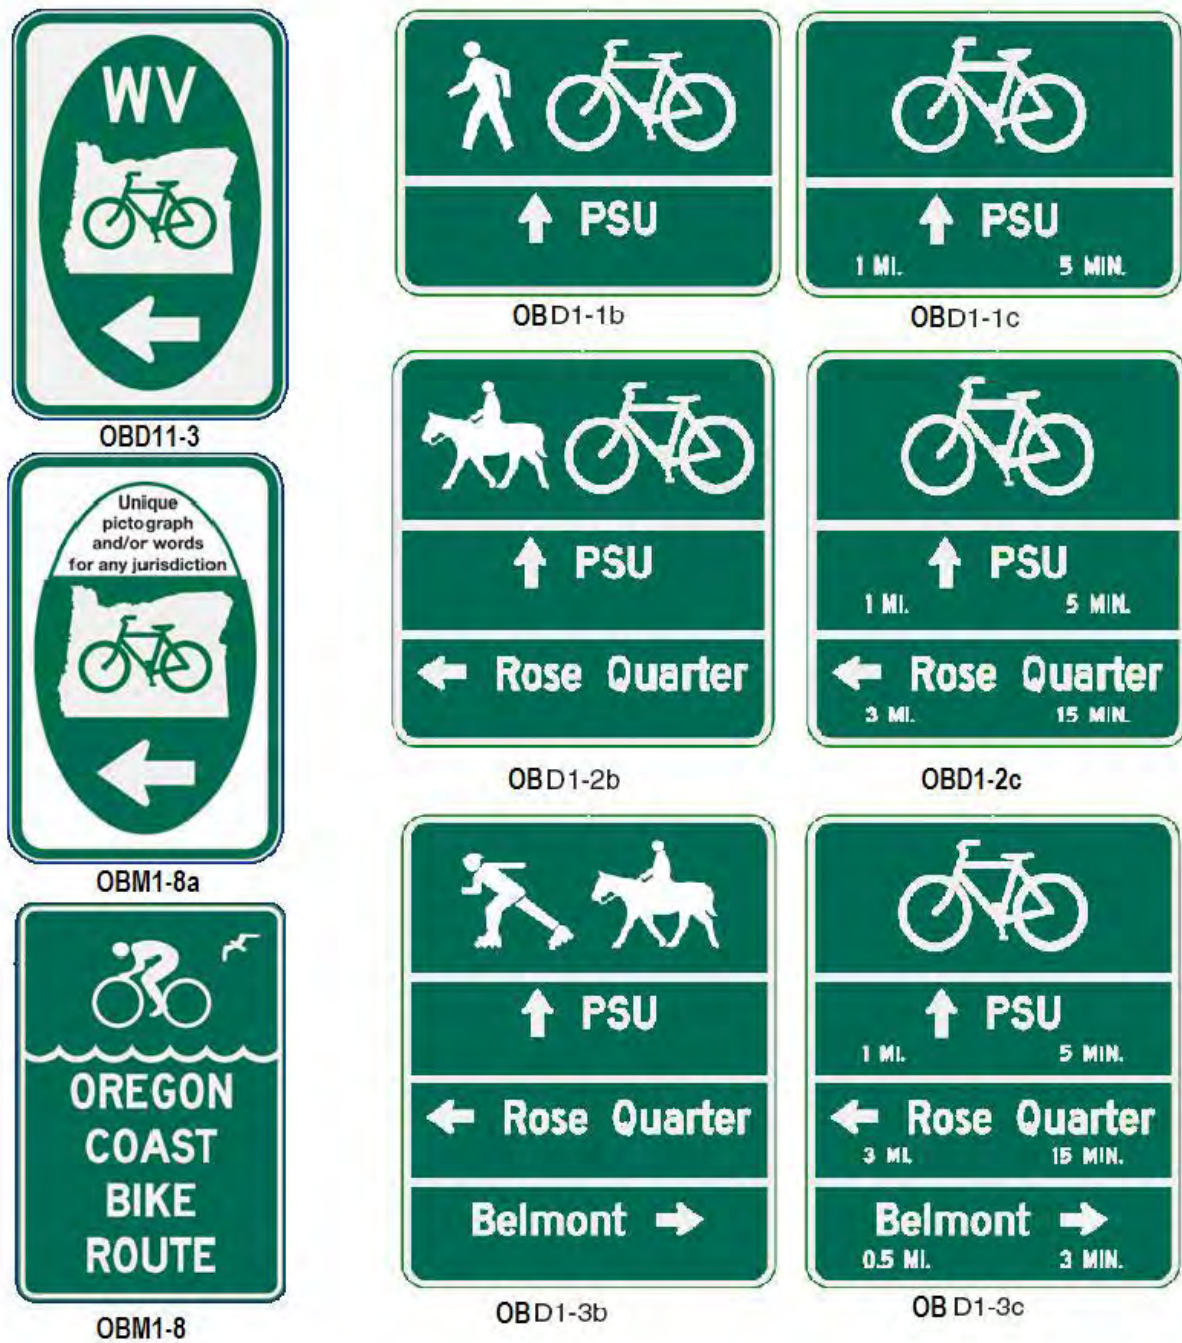 WV
OBD11-3
Unique
pictograph
and/or words
for any jurisdiction
OBM1-8a
OREGON
COAST
BIKE
ROUTE
OBM1-8
PSU
OBD1-1b
PSU
1 MI. 5 MIN.
OBD1-1c
PSU
Rose Quarter
OBD1-2b
PSU
1 MI. 5 MIN.
Rose Quarter
3 MI. 15 MIN.
OBD1-2c
PSU
Rose Quarter
Belmont
OBD1-3b
PSU
1 MI. 5 MIN.
Rose Quarter
3 MI. 15 MIN.
Belmont
0.5 MI. 3 MIN.
OB D1-3c